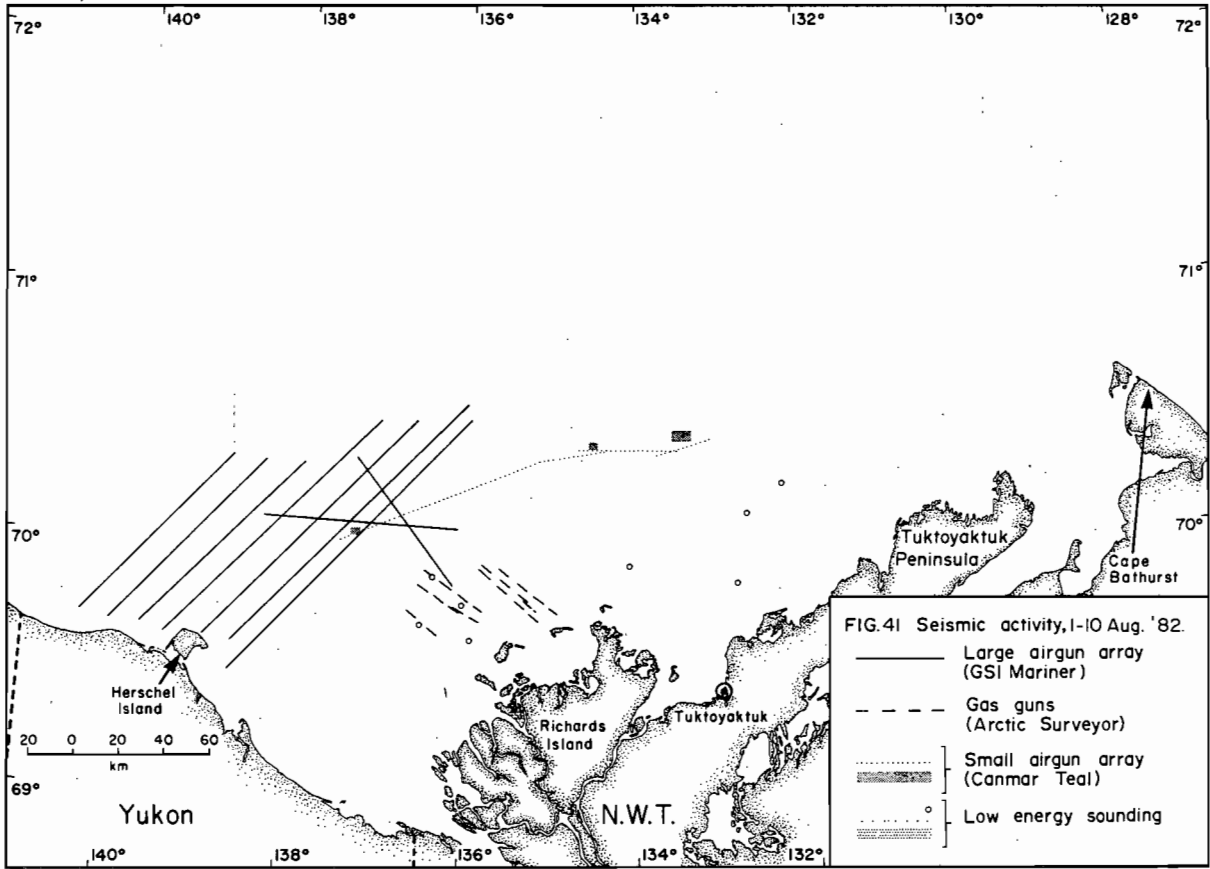 72°
140°
138°
136°
134°
132°
130°
128°
72°
71°
71°
70°
70°
Tuktoyaktuk
Peninsula
Cape
Bathurst
Herschel
Island
Richards
Island
Tuktoyaktuk
20 0 20 40 60
km
69°
Yukon
N.W.T.
140°
138°
136°
134°
132°
FIG.41 Seismic activity, 1-10 Aug. '82.
Large airgun array
(GSI Mariner)
Gas guns
(Arctic Surveyor)
Small airgun array
(Canmar Teal)
Low energy sounding